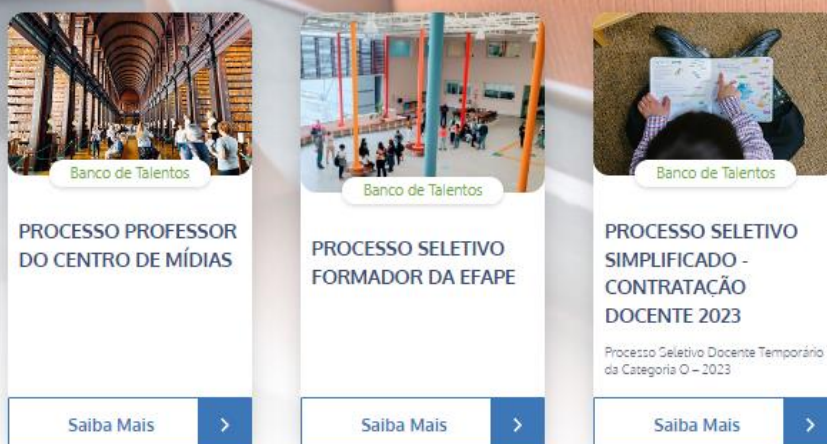 Banco de Talentos
PROCESSO PROFESSOR
DO CENTRO DE MÍDIAS
Saiba Mais
Banco de Talentos
PROCESSO SELETIVO
FORMADOR DA EFAPE
Saiba Mais
Banco de Talentos
PROCESSO SELETIVO
SIMPLIFICADO -
CONTRATAÇÃO
DOCENTE 2023
Processo Seletivo Docente Temporário
da Categoria O – 2023
Saiba Mais